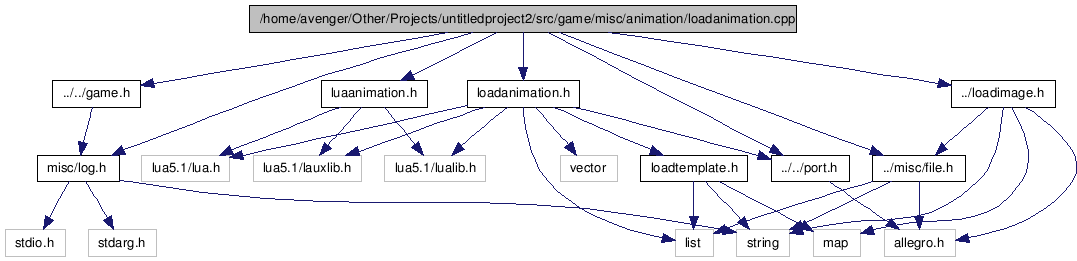 /home/avenger/Other/Projects/untitledproject2/src/game/misc/animation/loadanimation.cpp
../../game.h
luaanimation.h
loadanimation.h
../loadimage.h
misc/log.h
lua5.1/lua.h
lua5.1/lauxlib.h
lua5.1/lualib.h
vector
loadtemplate.h
../../port.h
../misc/file.h
stdio.h
stdarg.h
list
string
map
allegro.h